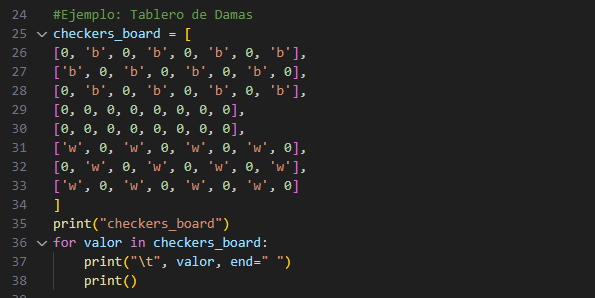 24 #Ejemplo: Tablero de Damas
25 checkers_board = [
26 [0, 'b', 0, 'b', 0, 'b', 0, 'b'],
27 ['b', 0, 'b', 0, 'b', 0, 'b', 0],
28 [0, 'b', 0, 'b', 0, 'b', 0, 'b'],
29 [0, 0, 0, 0, 0, 0, 0, 0],
30 [0, 0, 0, 0, 0, 0, 0, 0],
31 ['w', 0, 'w', 0, 'w', 0, 'w', 0],
32 [0, 'w', 0, 'w', 0, 'w', 0, 'w'],
33 ['w', 0, 'w', 0, 'w', 0, 'w', 0]
34 ]
35 print("checkers_board")
36 for valor in checkers_board:
37     print("\t", valor, end=" ")
38     print()